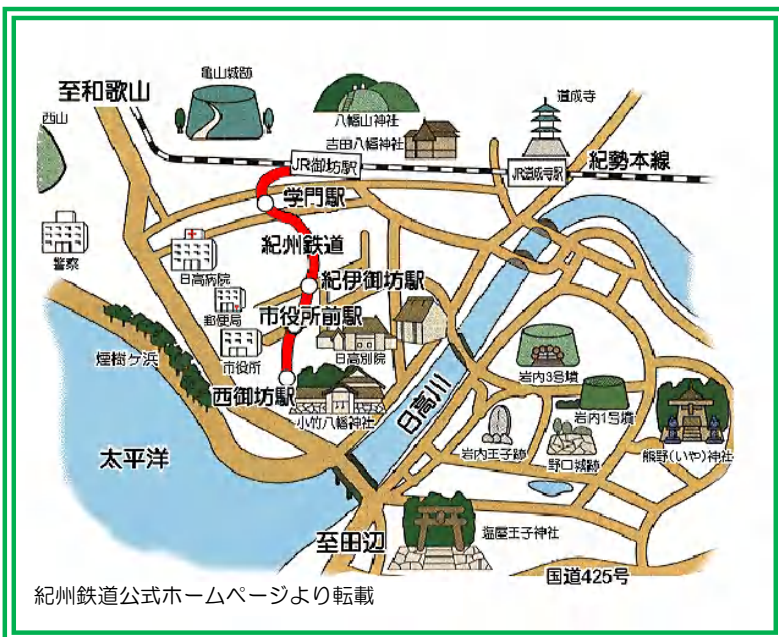 亀山城跡
至和歌山
西山
八幡山神社
吉田八幡神社
道成寺
JR御坊駅
JR道成寺駅
紀勢本線
学門駅
警察
日高病院
紀州鉄道
紀伊御坊駅
郵便局
市役所前駅
市役所
日高別院
煙樹ケ浜
西御坊駅
小竹八幡神社
日高川
岩内3号墳
岩内1号墳
岩内王子跡
野口城跡
熊野(いや)神社
太平洋
至田辺
塩屋王子神社
国道425号
紀州鉄道公式ホームページより転載